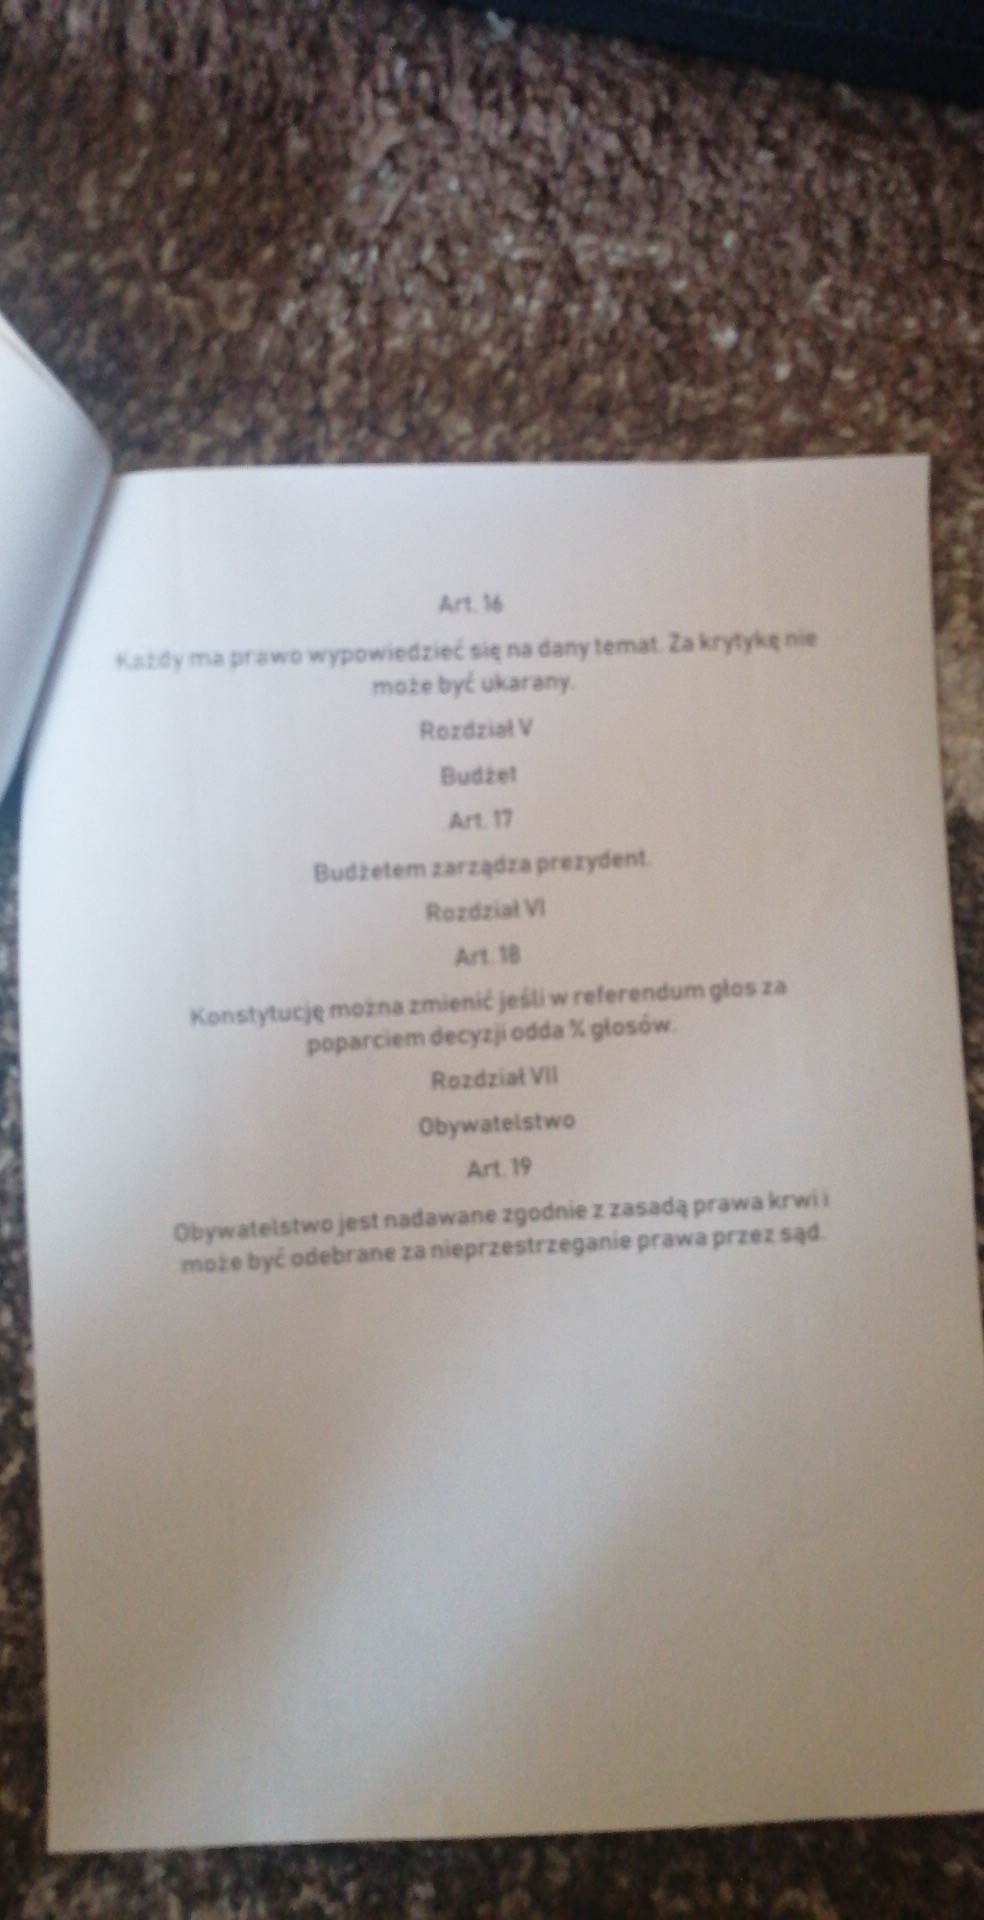 Art. 16
Każdy ma prawo wypowiedzieć się na dany temat. Za krytykę nie
może być ukarany.
Rozdział V
Budżet
Art. 17
Budżetem zarządza prezydent.
Rozdział VI
Art. 18
Konstytucję można zmienić jeśli w referendum głos za
poparciem decyzji odda głosów.
Rozdział VII
Obywatelstwo
Art. 19
Obywatelstwo jest nadawane zgodnie z zasadą prawa krwi i
może być odebrane za nieprzestrzeganie prawa przez sąd.